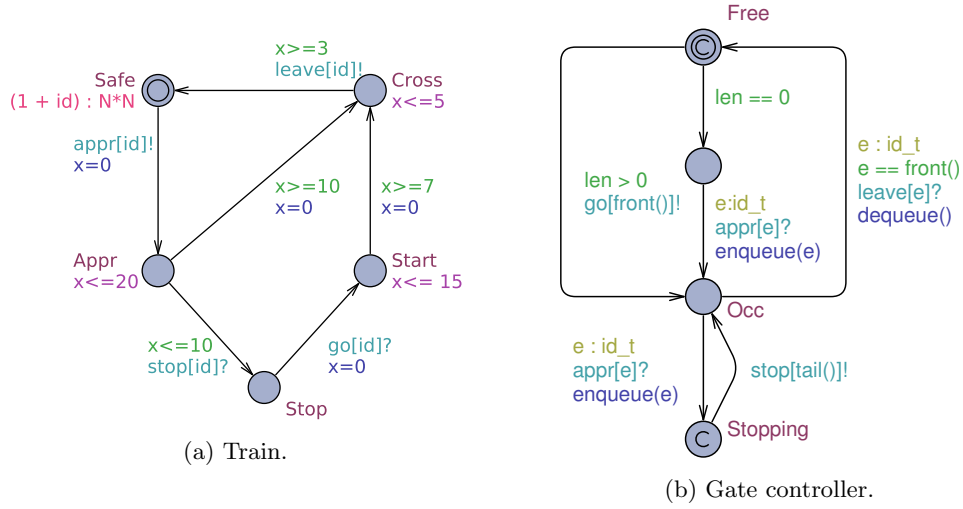 Safe
(1 + id) : N*N
x>=3
leave[id]!
Cross
x<=5
appr[id]!
x=0
x>=10
x=0
x>=7
x=0
Appr
x<=20
Start
x<= 15
x<=10
stop[id]?
go[id]?
x=0
Stop
(a) Train.
Free
C
len == 0
len > 0
go[front()]!
e:id_t
appr[e]?
enqueue(e)
e : id_t
e == front()
leave[e]?
dequeue()
Occ
e : id_t
appr[e]?
enqueue(e)
stop[tail()]!
C
Stopping
(b) Gate controller.